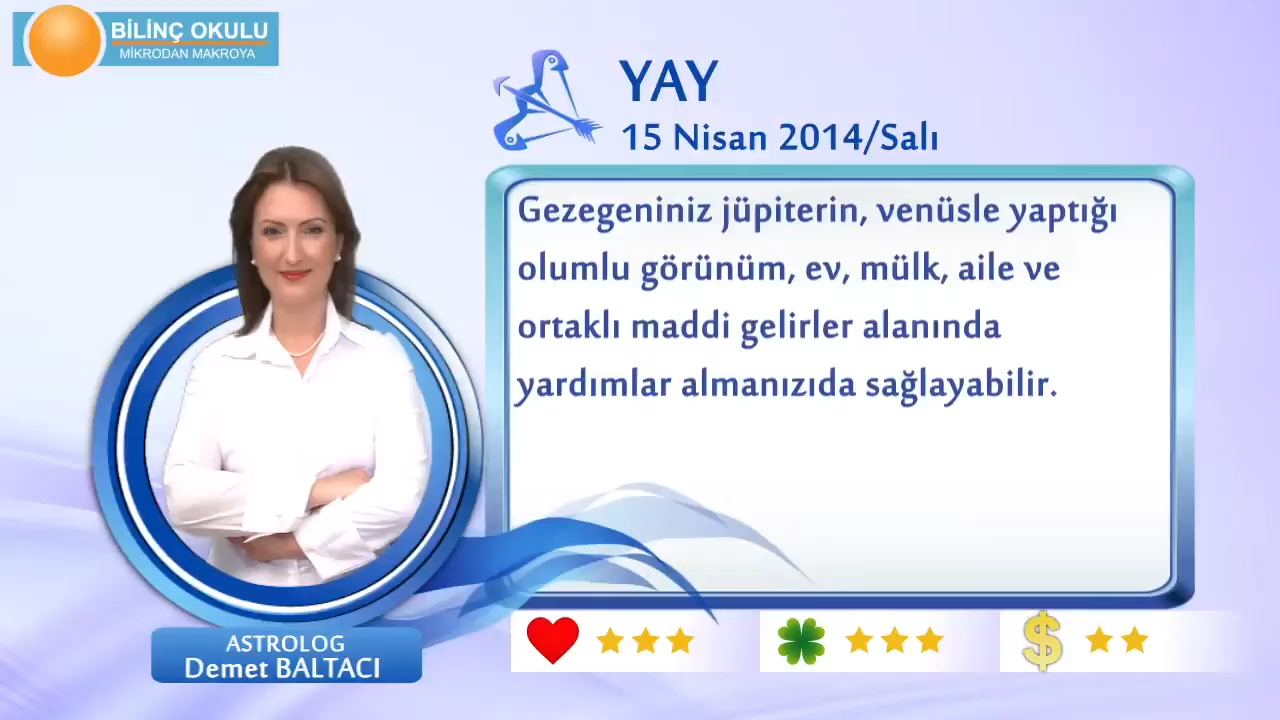 BİLİNÇ OKULU
MİKRODAN MAKROYA
YAY
15 Nisan 2014/Salı
Gezegeniniz jüpiterin, venüsle yaptığı
olumlu görünüm, ev, mülk, aile ve
ortaklı maddi gelirler alanında
yardımlar almanızıda sağlayabilir.
ASTROLOG
Demet BALTACI